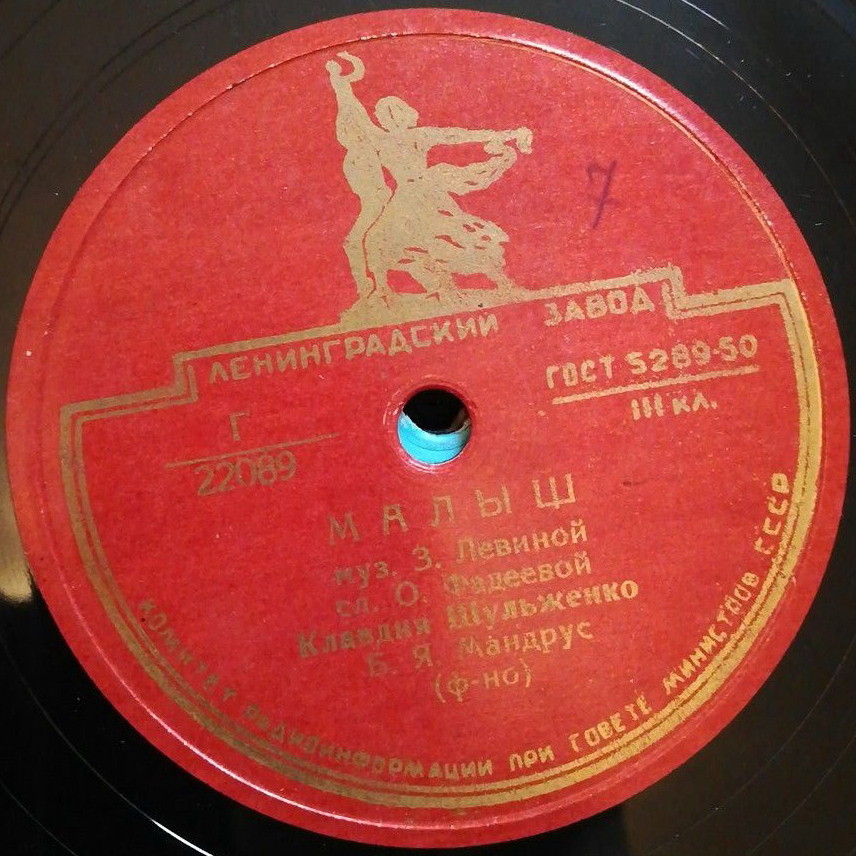 7
ЛЕНИНГРАДСКИЙ ЗАВОД
ГОСТ 5289-50
III КЛ.
Г
22089
МАЛЫШ
муз. З. Левиной
сл. О. Фадеевой
Клавдия Шульженко
Б. Я. Мандрус
(ф-но)
КОМИТЕТ РАДИОИНФОРМАЦИИ ПРИ СОВЕТЕ МИНИСТРОВ СССР